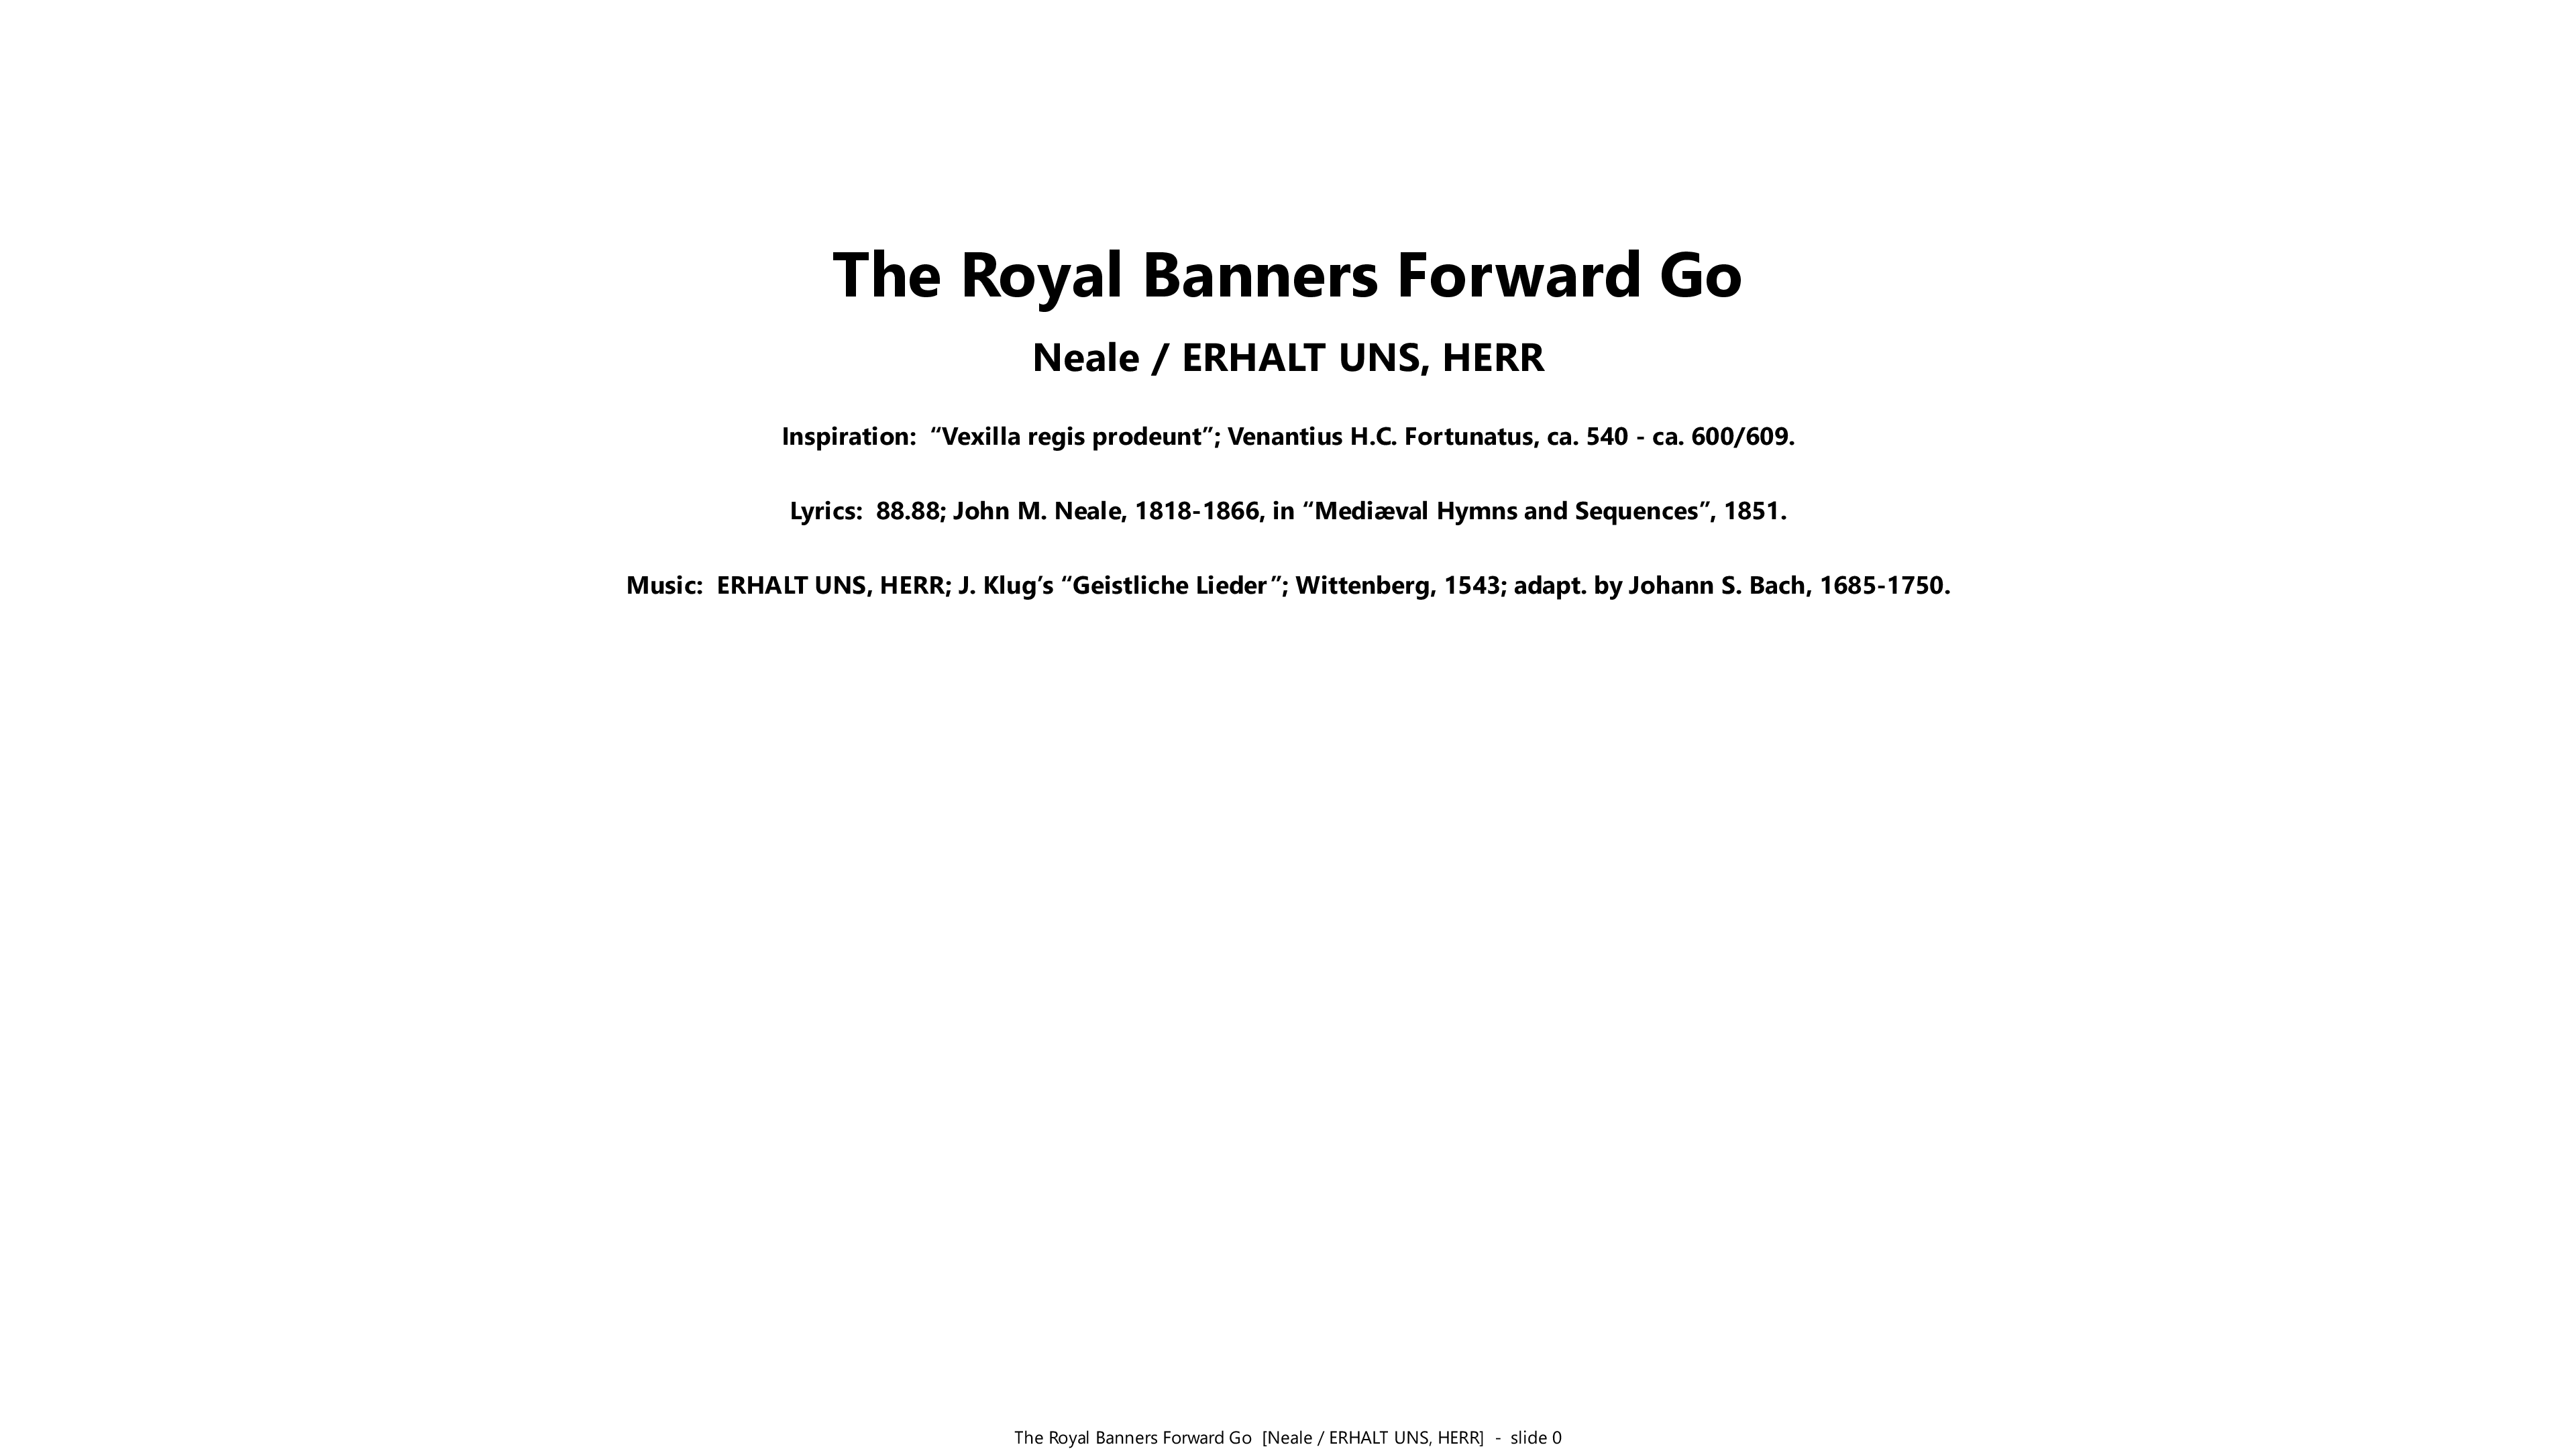 The Royal Banners Forward Go
Neale / ERHALT UNS, HERR
Inspiration:  “Vexilla regis prodeunt”; Venantius H.C. Fortunatus, ca. 540 - ca. 600/609.
Lyrics:  88.88; John M. Neale, 1818-1866, in “Mediæval Hymns and Sequences”, 1851.
Music:  ERHALT UNS, HERR; J. Klug’s “Geistliche Lieder”; Wittenberg, 1543; adapt. by Johann S. Bach, 1685-1750.
The Royal Banners Forward Go  [Neale / ERHALT UNS, HERR]  -  slide 0